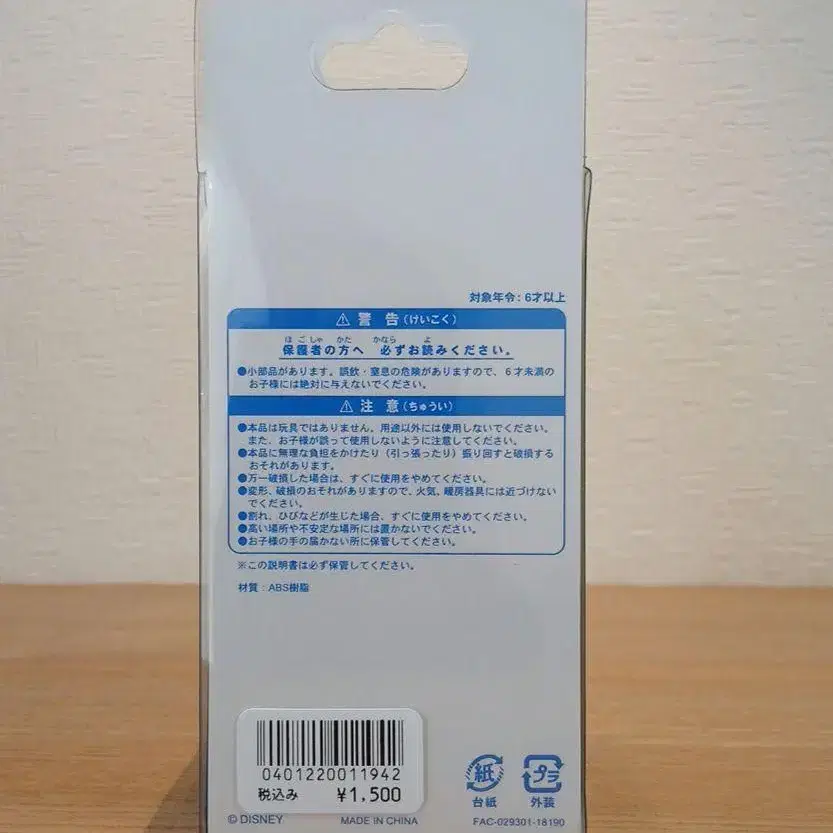 対象年令：6才以上
⚠ 警 告 (けいこく)
ほごしゃ かた かなら よ
保護者の方へ 必ずお読みください。
●小部品があります。誤飲・窒息の危険がありますので、６才未満の
お子様には絶対に与えないでください。
⚠ 注 意 (ちゅうい)
●本品は玩具ではありません。用途以外には使用しないでください。
また、お子様が誤って使用しないように注意してください。
●本品に無理な負担をかけたり（引っ張ったり）振り回すと破損する
おそれがあります。
●万一破損した場合は、すぐに使用をやめてください。
●変形、破損のおそれがありますので、火気、暖房器具には近づけない
でください。
●割れ、ひびなどが生じた場合、すぐに使用をやめてください。
●高い場所や不安定な場所には置かないでください。
●お子様の手の届かない所に保管してください。
※この説明書は必ず保管してください。
材質：ABS樹脂
0401220011942
税込み ¥1,500
紙 プラ
台紙 外装
© DISNEY MADE IN CHINA FAC-029301-18190